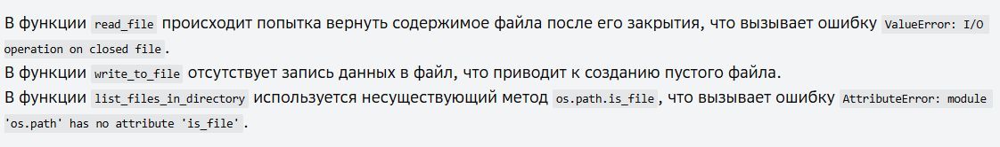 В функции read_file происходит попытка вернуть содержимое файла после его закрытия, что вызывает ошибку ValueError: I/O
operation on closed file.
В функции write_to_file отсутствует запись данных в файл, что приводит к созданию пустого файла.
В функции list_files_in_directory используется несуществующий метод os.path.is_file, что вызывает ошибку AttributeError: module
'os.path' has no attribute 'is_file'.